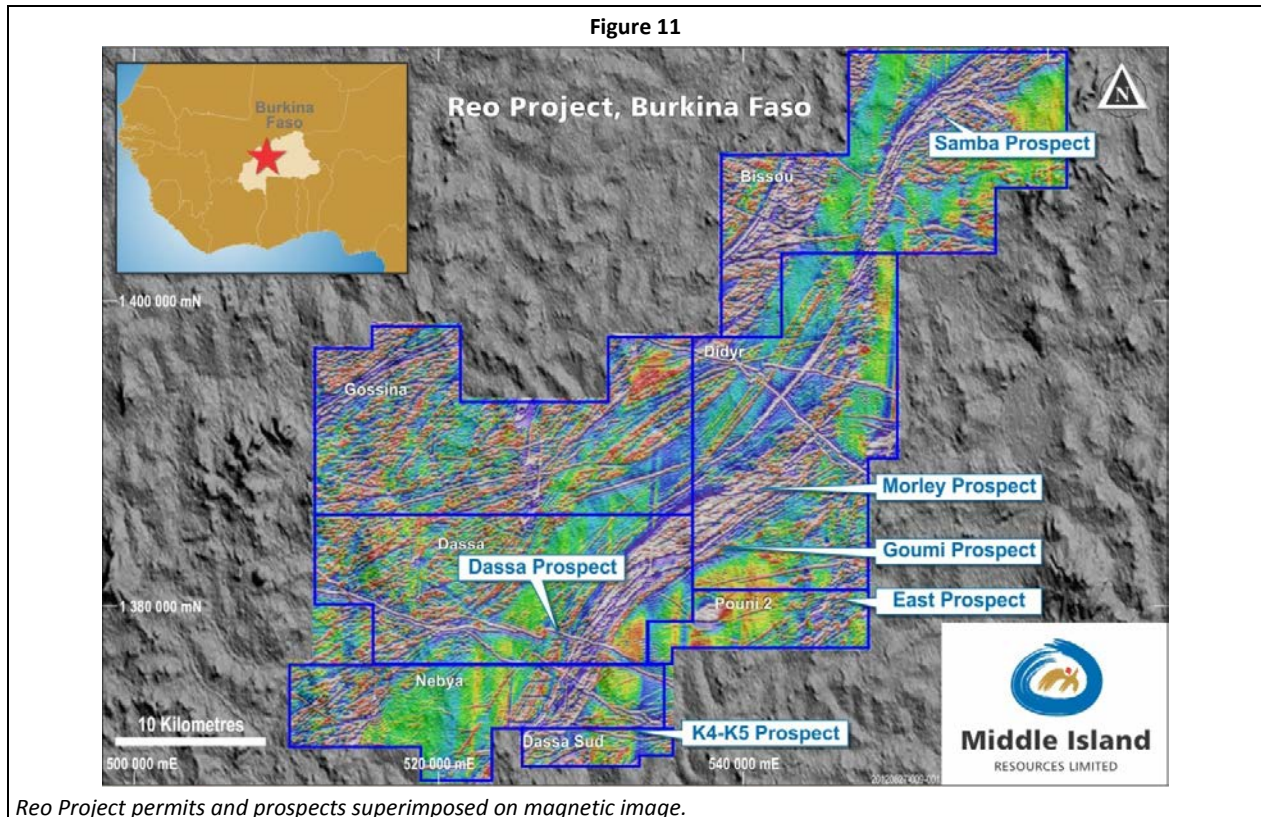 Figure 11
Burkina
Faso
Reo Project, Burkina Faso
N
Samba Prospect
Bissou
1 400 000 mN
Didyr
Gossina
Morley Prospect
Dassa
Goumi Prospect
Dassa Prospect
1 380 000 mN
Pouni 2
East Prospect
Nebya
10 Kilometres
K4-K5 Prospect
Dassa Sud
Middle Island
RESOURCES LIMITED
500 000 mE
520 000 mE
540 000 mE
Reo Project permits and prospects superimposed on magnetic image.